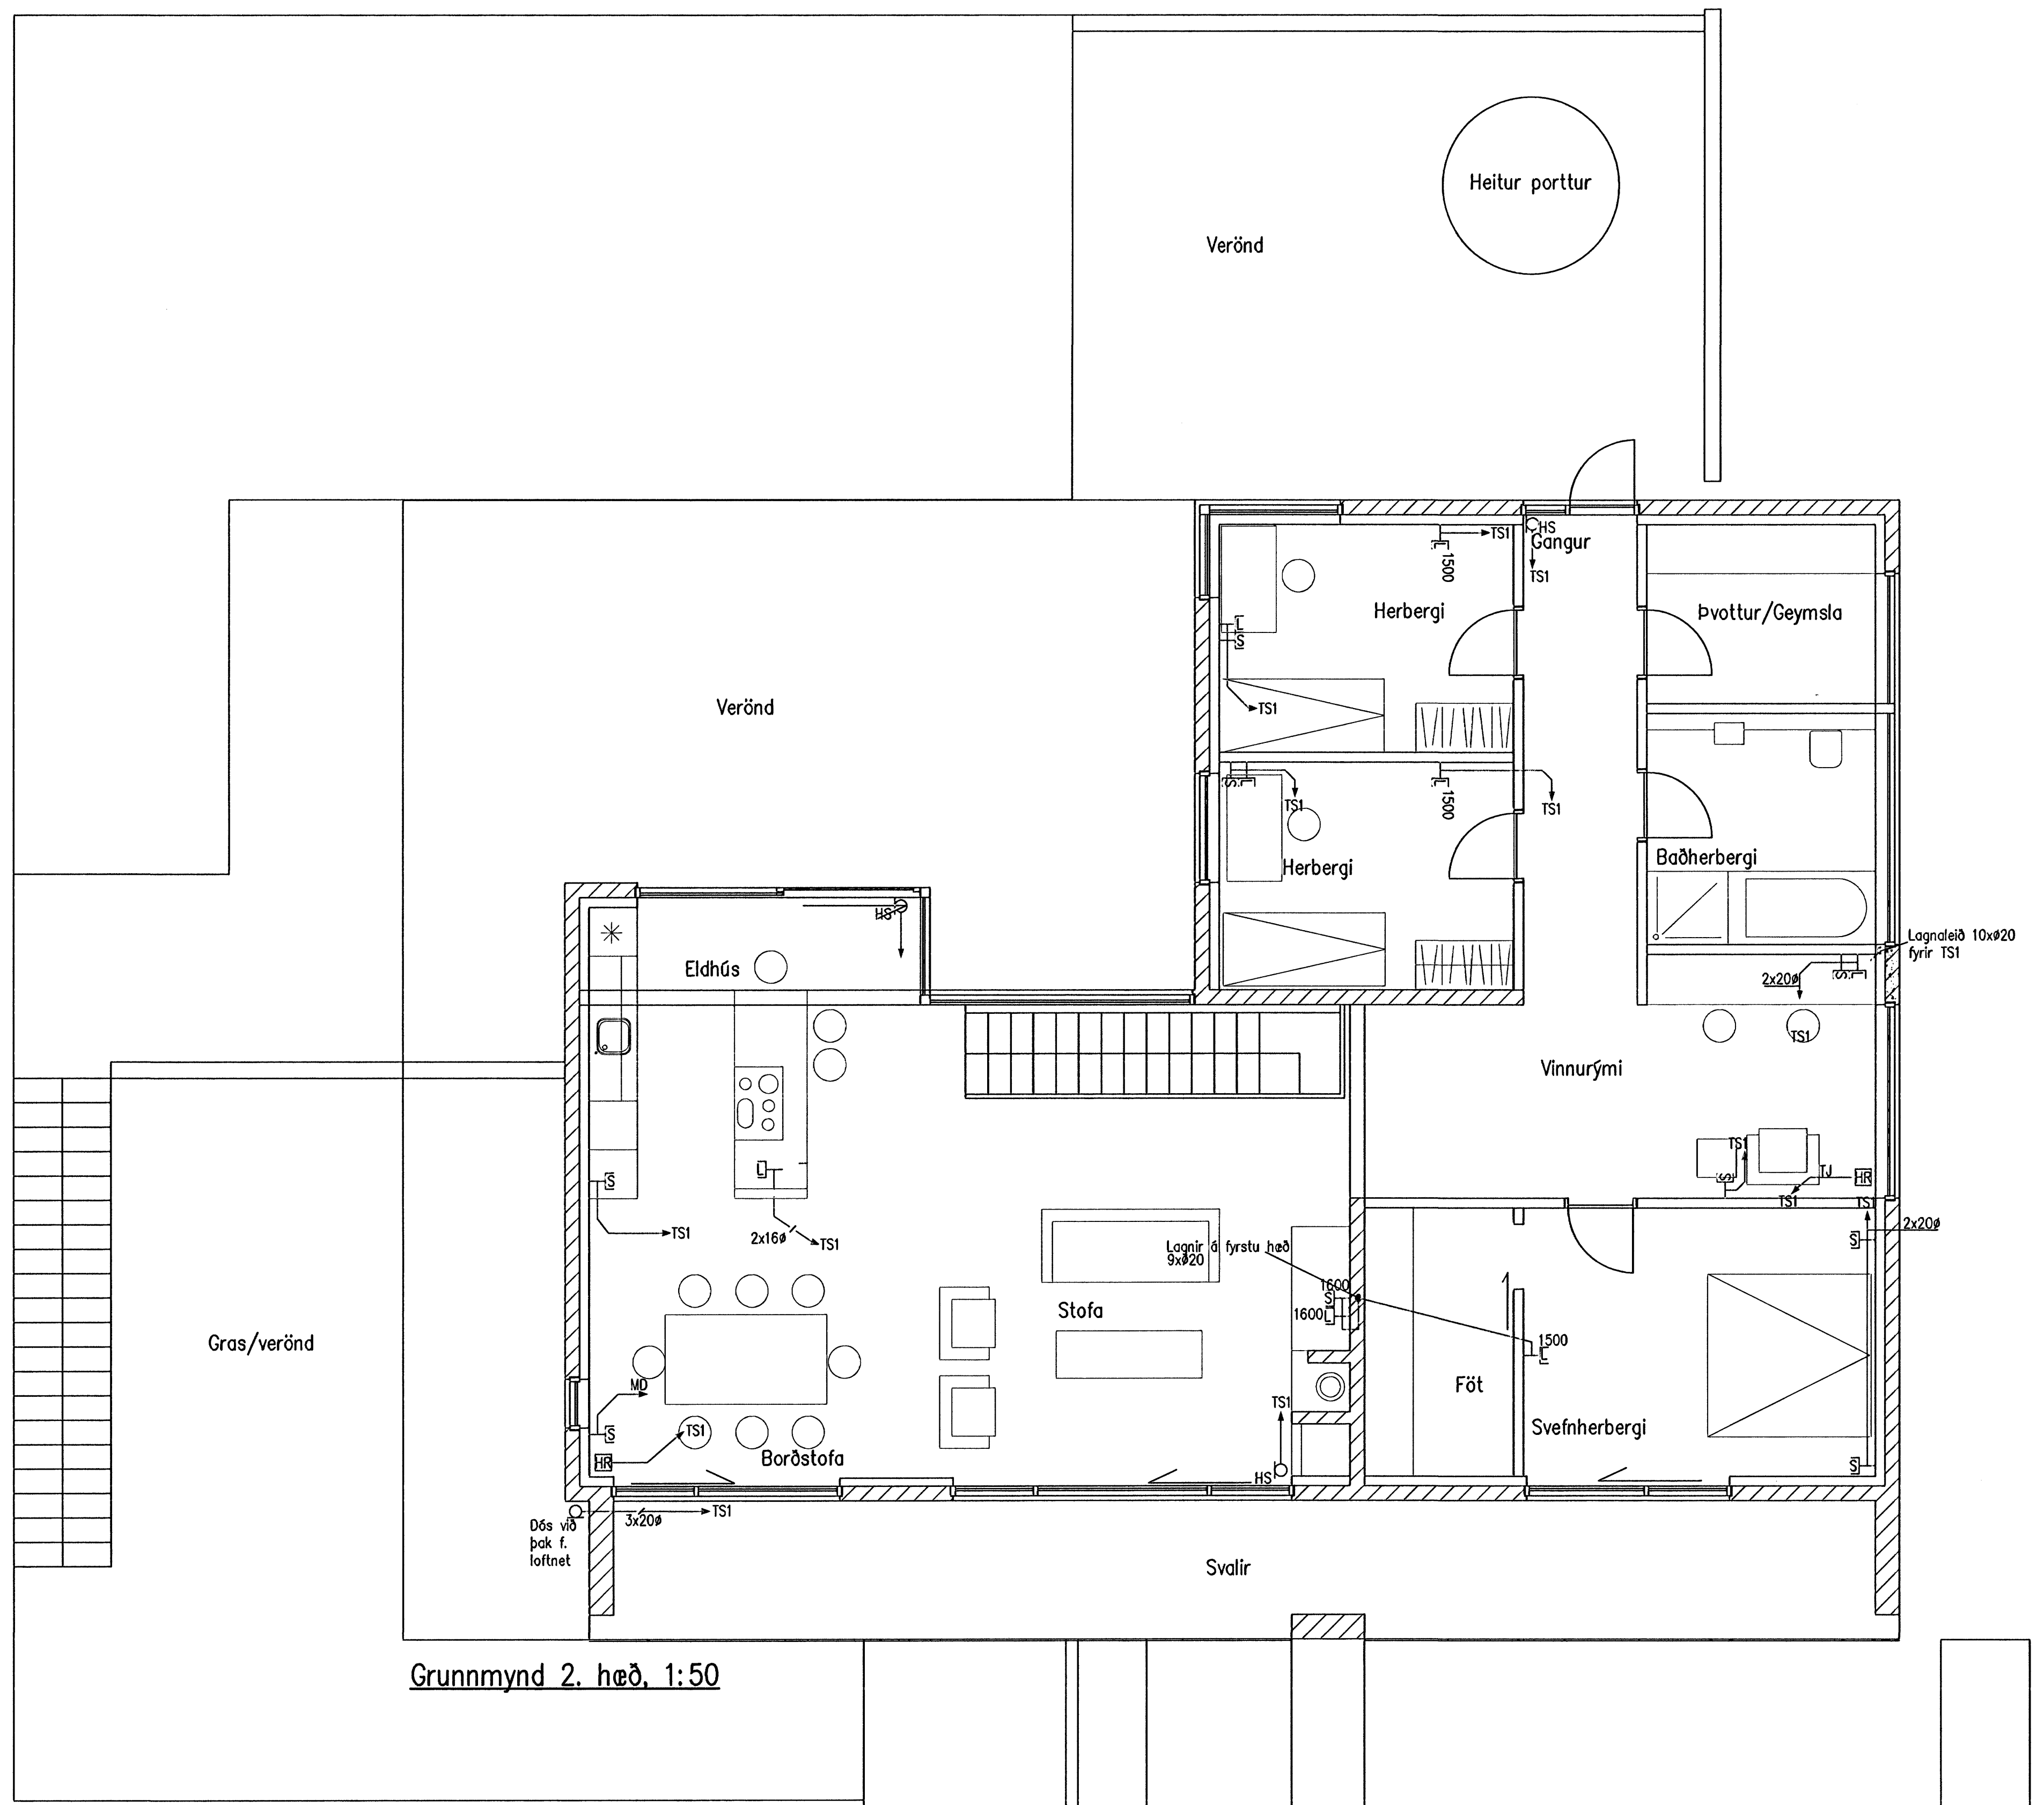 Heitur porttur
Verönd
TS1
HS
Gangur
1500
TS1
Herbergi
Þvottur/Geymsla
L
S
TS1
Verönd
S
L
L
TS1
1500
TS1
Herbergi
Baðherbergi
HS
Lagnaleið 10xø20
fyrir TS1
Eldhús
S
L
2x20ø
TS1
Vinnurými
TS1
TJ
HR
S
TS1
TS1
L
S
TS1
2x16ø
TS1
2x20ø
S
Lagnir á fyrstu hæð
9xø20
1600
S
1600
L
Stofa
1500
L
Gras/verönd
MD
Föt
TS1
S
TS1
Svefnherbergi
HR
Borðstofa
HS
S
TS1
3x20ø
Dós við
þak f.
loftnet
Svalir
Grunnmynd 2. hæð, 1:50